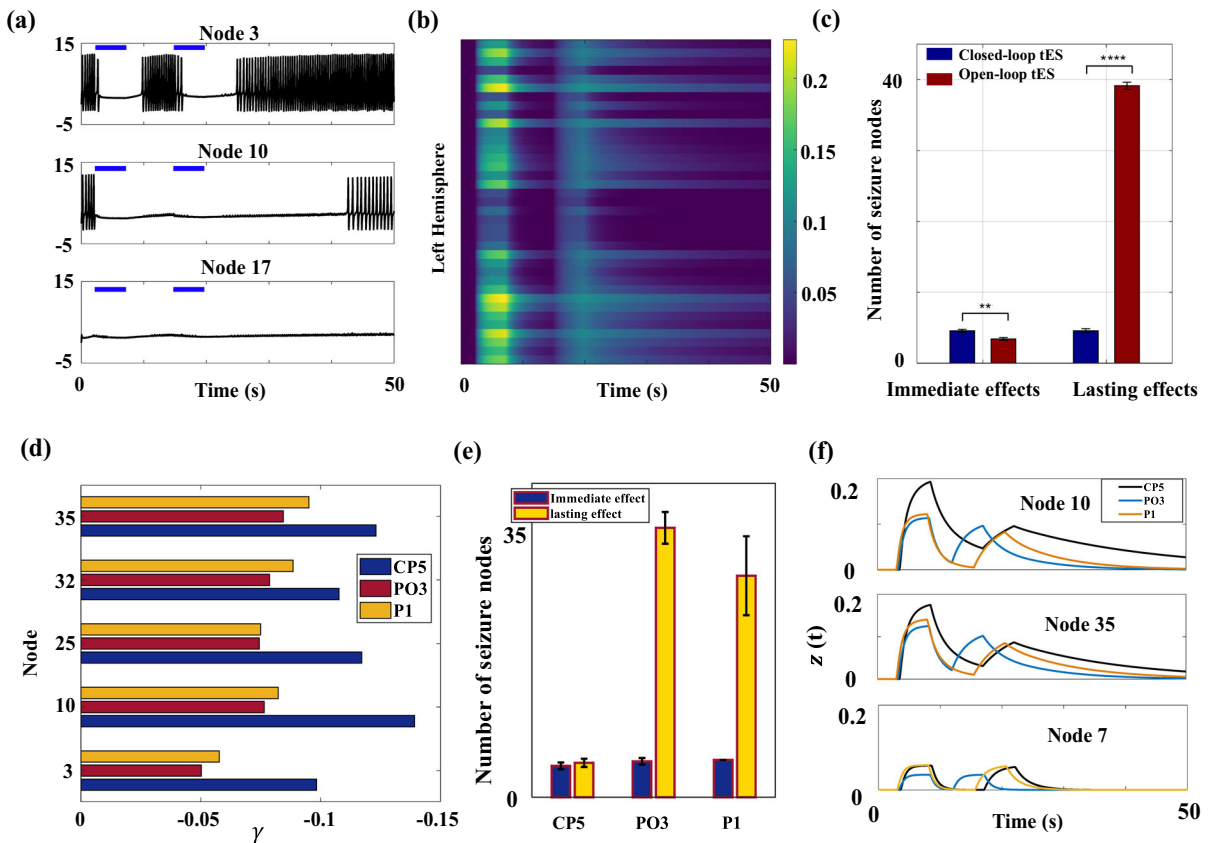 (a)
Node 3
15
-5
Node 10
15
-5
Node 17
15
-5
0
50
Time (s)
(b)
Left Hemisphere
0
50
Time (s)
0.2
0.15
0.1
0.05
(c)
Closed-loop tES
Open-loop tES
****
**
40
0
Number of seizure nodes
Immediate effects
Lasting effects
(d)
Node
35
32
25
10
3
CP5
PO3
P1
0
-0.05
-0.1
-0.15
γ
(e)
Immediate effect
lasting effect
Number of seizure nodes
35
0
CP5
PO3
P1
(f)
0.2
0
Node 10
CP5
PO3
P1
0.2
0
Node 35
z (t)
0.2
0
Node 7
0
50
Time (s)